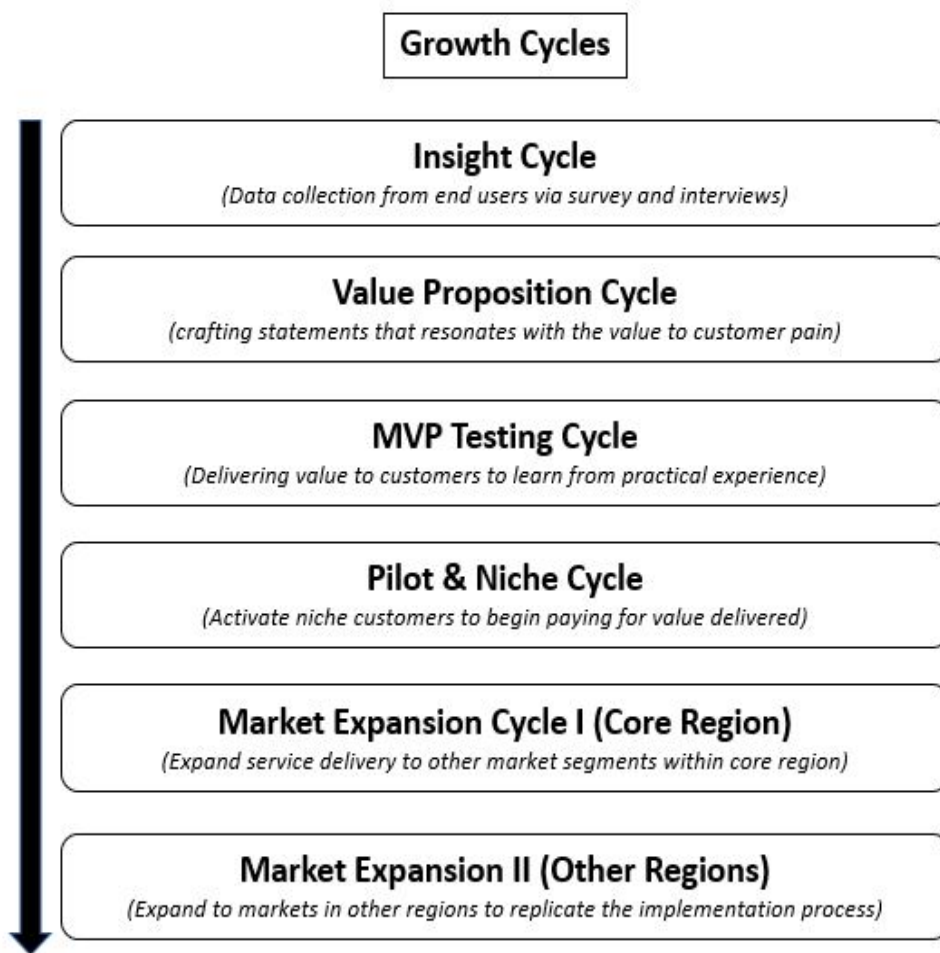 Growth Cycles
Insight Cycle
(Data collection from end users via survey and interviews)
Value Proposition Cycle
(crafting statements that resonates with the value to customer pain)
MVP Testing Cycle
(Delivering value to customers to learn from practical experience)
Pilot & Niche Cycle
(Activate niche customers to begin paying for value delivered)
Market Expansion Cycle I (Core Region)
(Expand service delivery to other market segments within core region)
Market Expansion II (Other Regions)
(Expand to markets in other regions to replicate the implementation process)